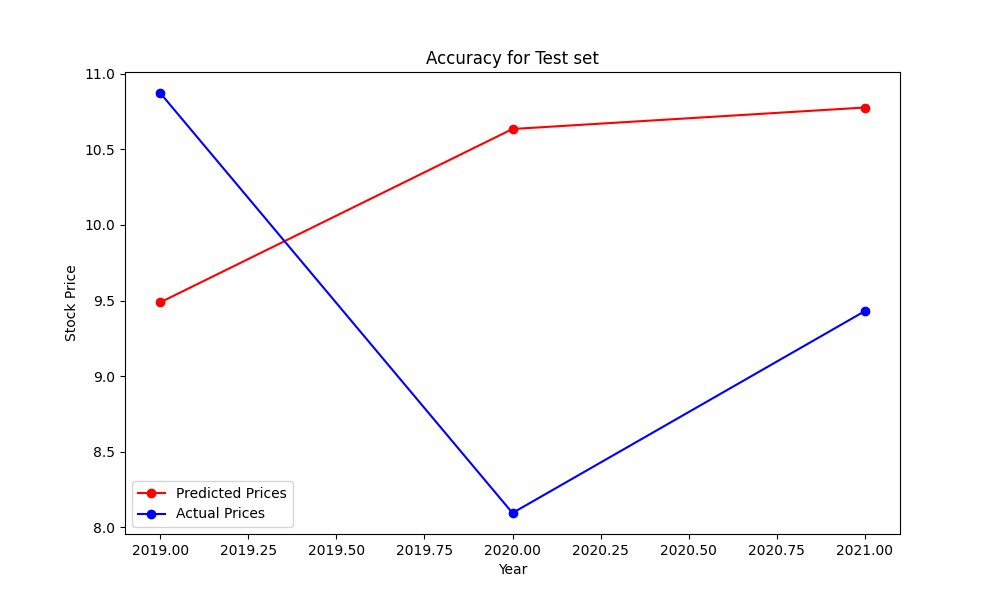 Accuracy for Test set
Stock Price
11.0
10.5
10.0
9.5
9.0
8.5
8.0
Predicted Prices
Actual Prices
2019.00 2019.25 2019.50 2019.75 2020.00 2020.25 2020.50 2020.75 2021.00
Year